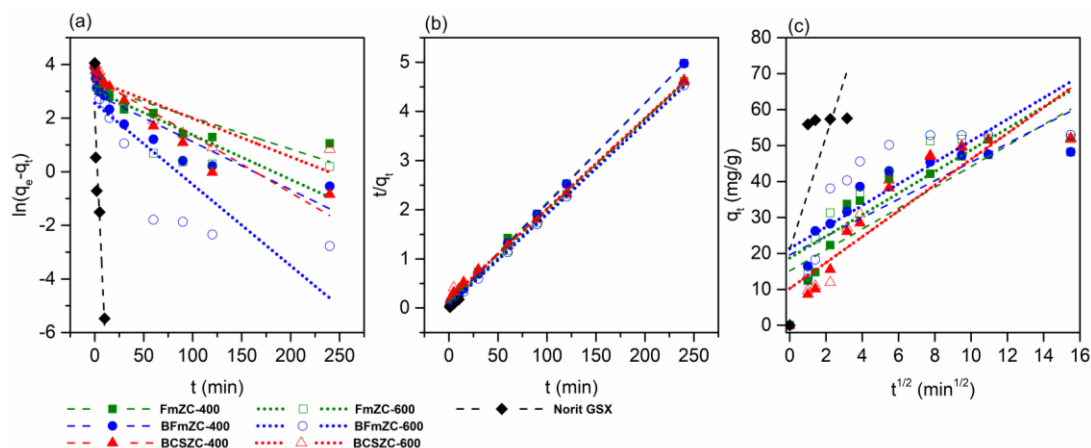 (a)
(b)
(c)
ln(qe-qt)
4
2
0
-2
-4
-6
0 50 100 150 200 250
t (min)
t/qt
5
4
3
2
1
0
0 50 100 150 200 250
t (min)
qt (mg/g)
80
70
60
50
40
30
20
10
0
0 2 4 6 8 10 12 14 16
t1/2 (min1/2)
FmZC-400 FmZC-600 Norit GSX
BFmZC-400 BFmZC-600
BCSZC-400 BCSZC-600